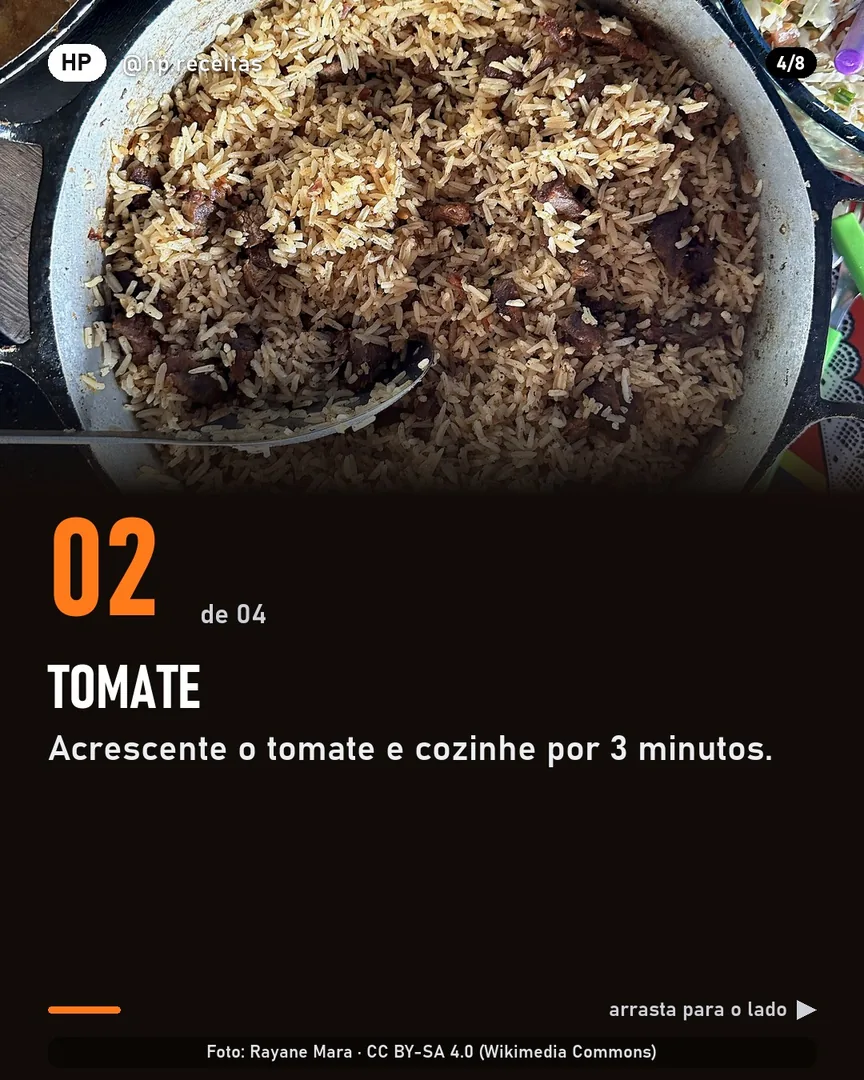 HP
@hp.receitas
4/8
02
de 04
TOMATE
Acrescente o tomate e cozinhe por 3 minutos.
arrasta para o lado ▶
Foto: Rayane Mara · CC BY-SA 4.0 (Wikimedia Commons)